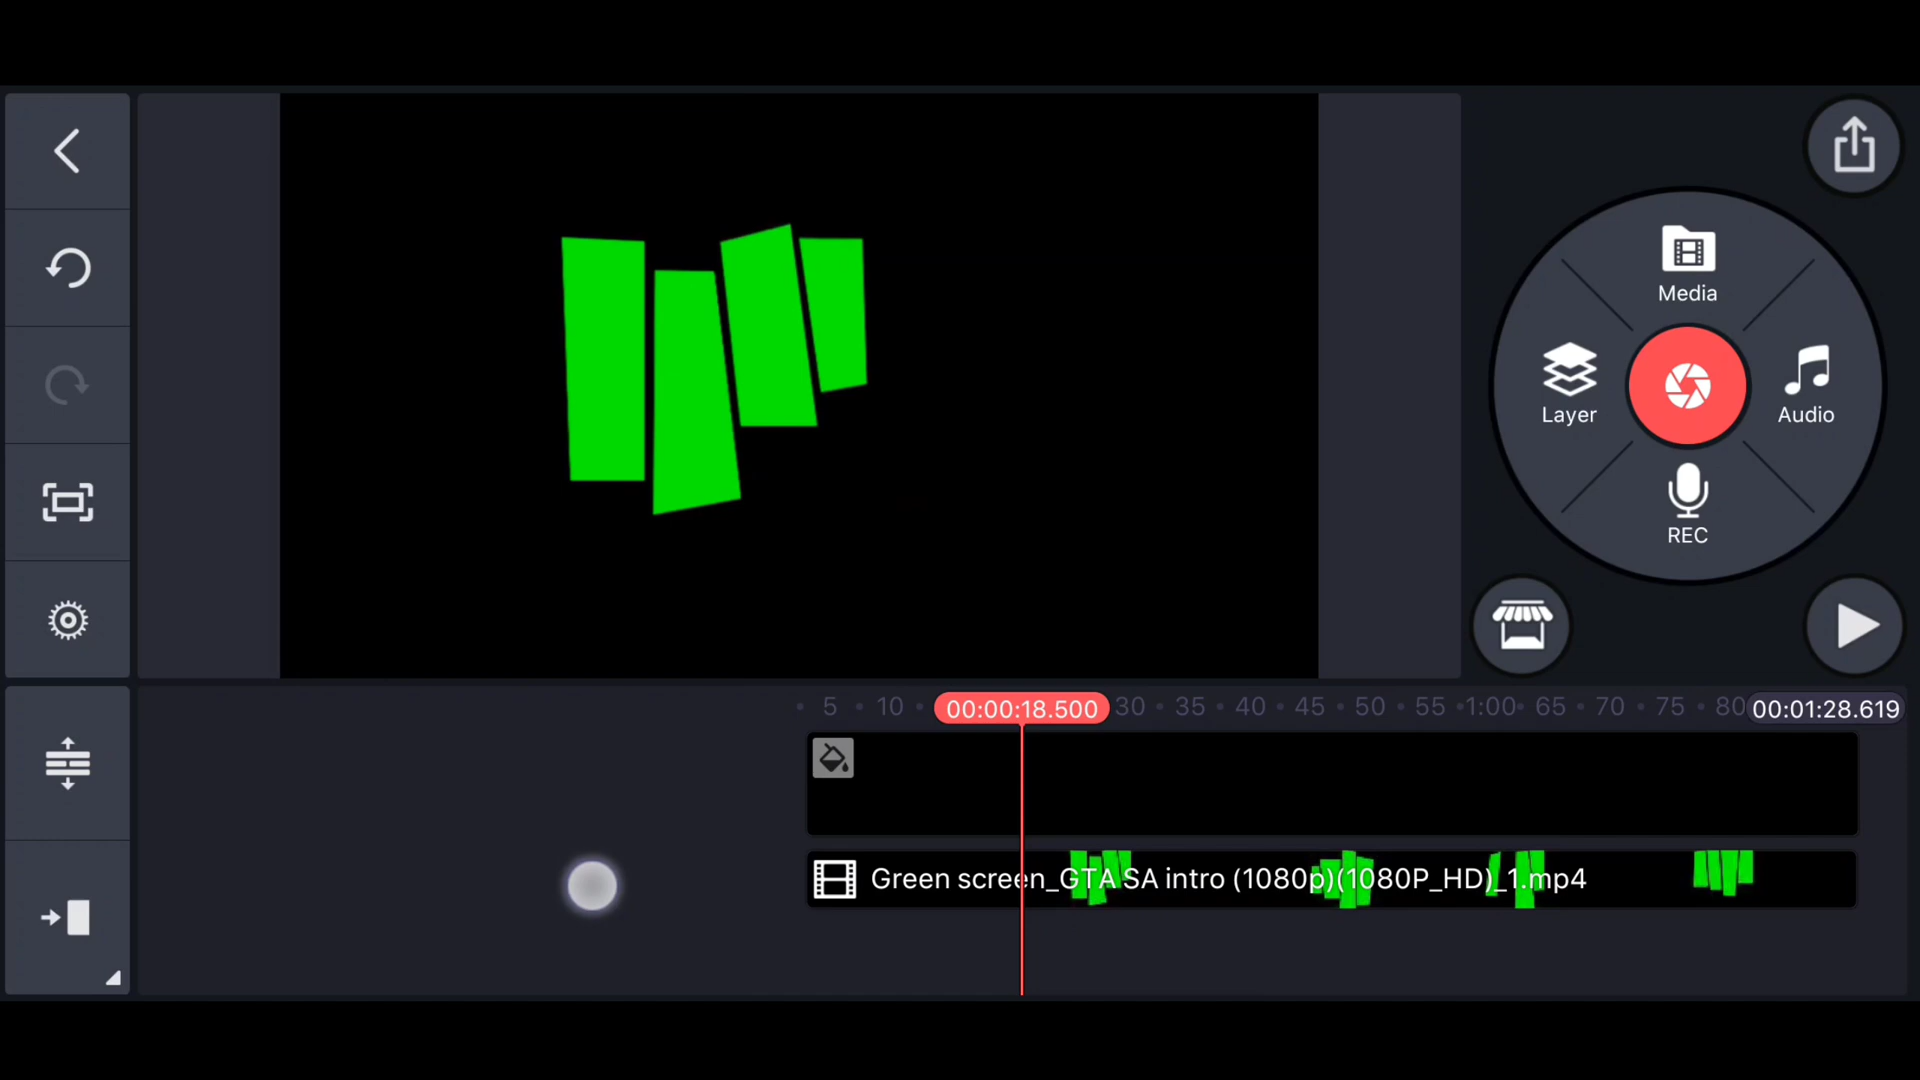 Media
Layer
Audio
REC
5 10 00:00:18.500 30 35 40 45 50 55 1:00 65 70 75 80 00:01:28.619
Green screen_GTA SA intro (1080p)(1080P_HD)_1.mp4